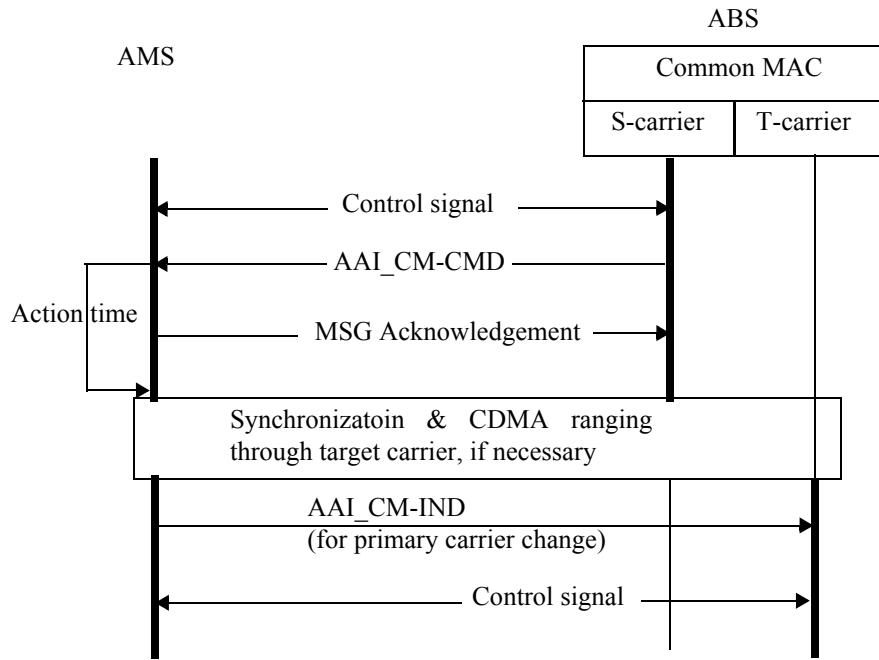 ABS
AMS
Common MAC
S-carrier
T-carrier
Control signal
AAI_CM-CMD
Action time
MSG Acknowledgement
Synchronizatoin & CDMA ranging
through target carrier, if necessary
AAI_CM-IND
(for primary carrier change)
Control signal